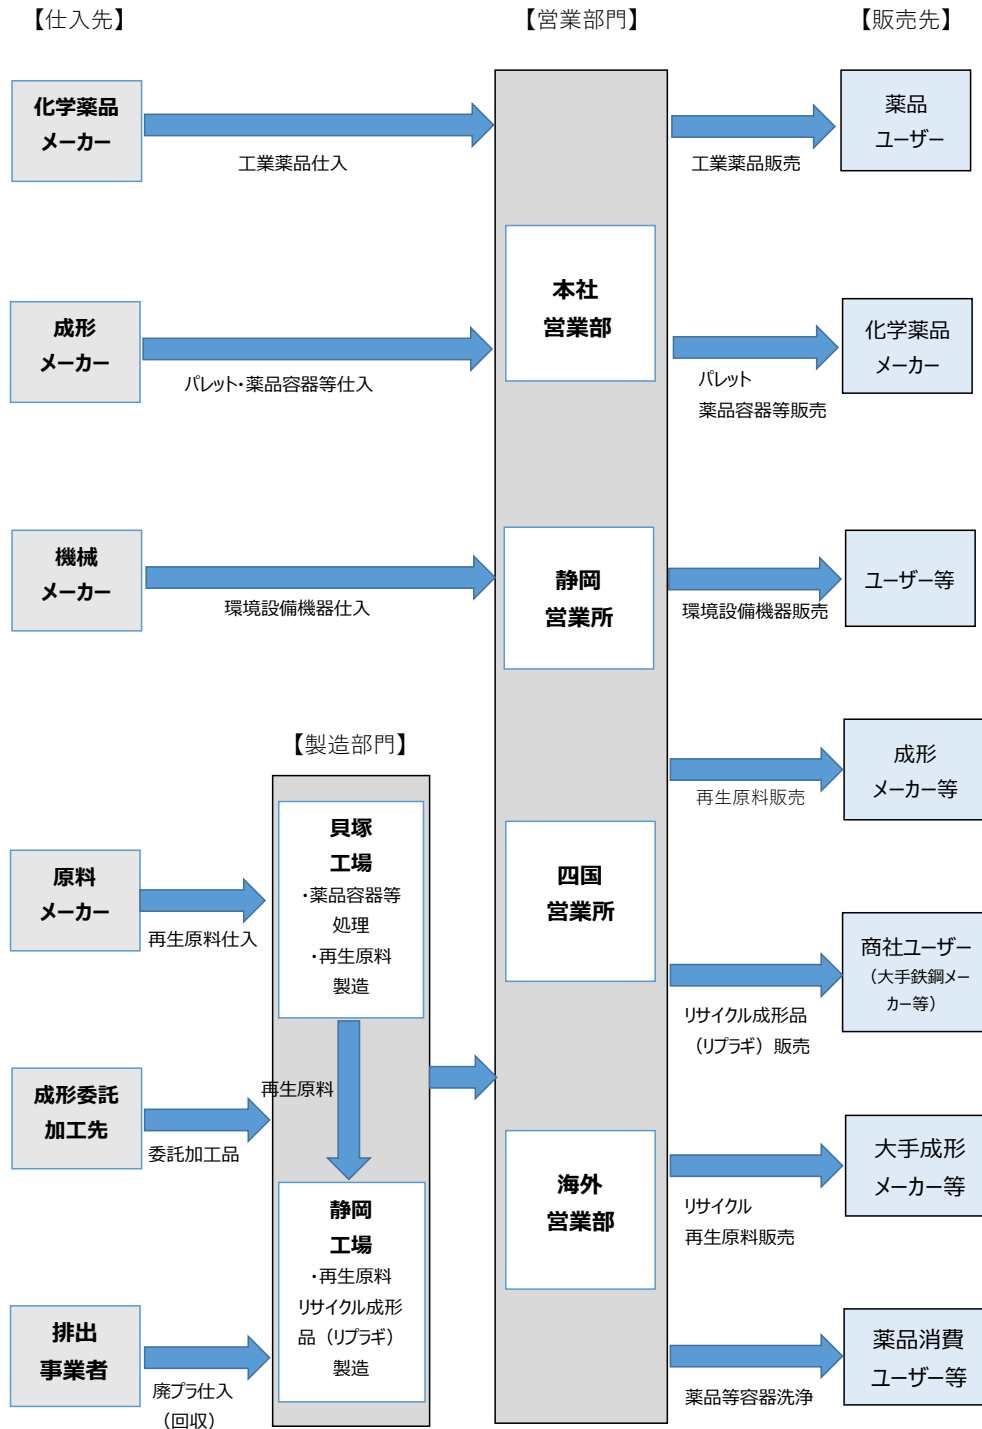 【仕入先】
【営業部門】
【販売先】
化学薬品
メーカー
工業薬品仕入
工業薬品販売
薬品
ユーザー
本社
営業部
成形
メーカー
パレット・薬品容器等仕入
パレット
薬品容器等販売
化学薬品
メーカー
機械
メーカー
環境設備機器仕入
静岡
営業所
環境設備機器販売
ユーザー等
【製造部門】
再生原料販売
成形
メーカー等
原料
メーカー
再生原料仕入
貝塚
工場
・薬品容器等
処理
・再生原料
製造
四国
営業所
リサイクル成形品
（リプラギ）販売
商社ユーザー
（大手鉄鋼メー
カー等）
成形委託
加工先
委託加工品
再生原料
海外
営業部
リサイクル
再生原料販売
大手成形
メーカー等
静岡
工場
・再生原料
リサイクル成形
品（リプラギ）
製造
排出
事業者
廃プラ仕入
（回収）
薬品等容器洗浄
薬品消費
ユーザー等